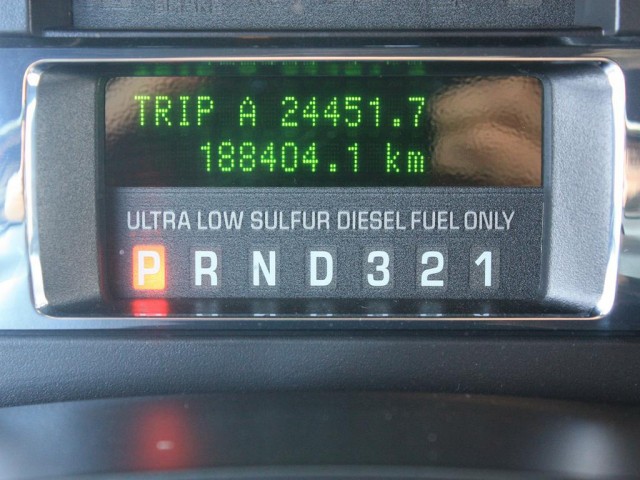 TRIP A 24451.7
188404.1 km
ULTRA LOW SULFUR DIESEL FUEL ONLY
P R N D 3 2 1